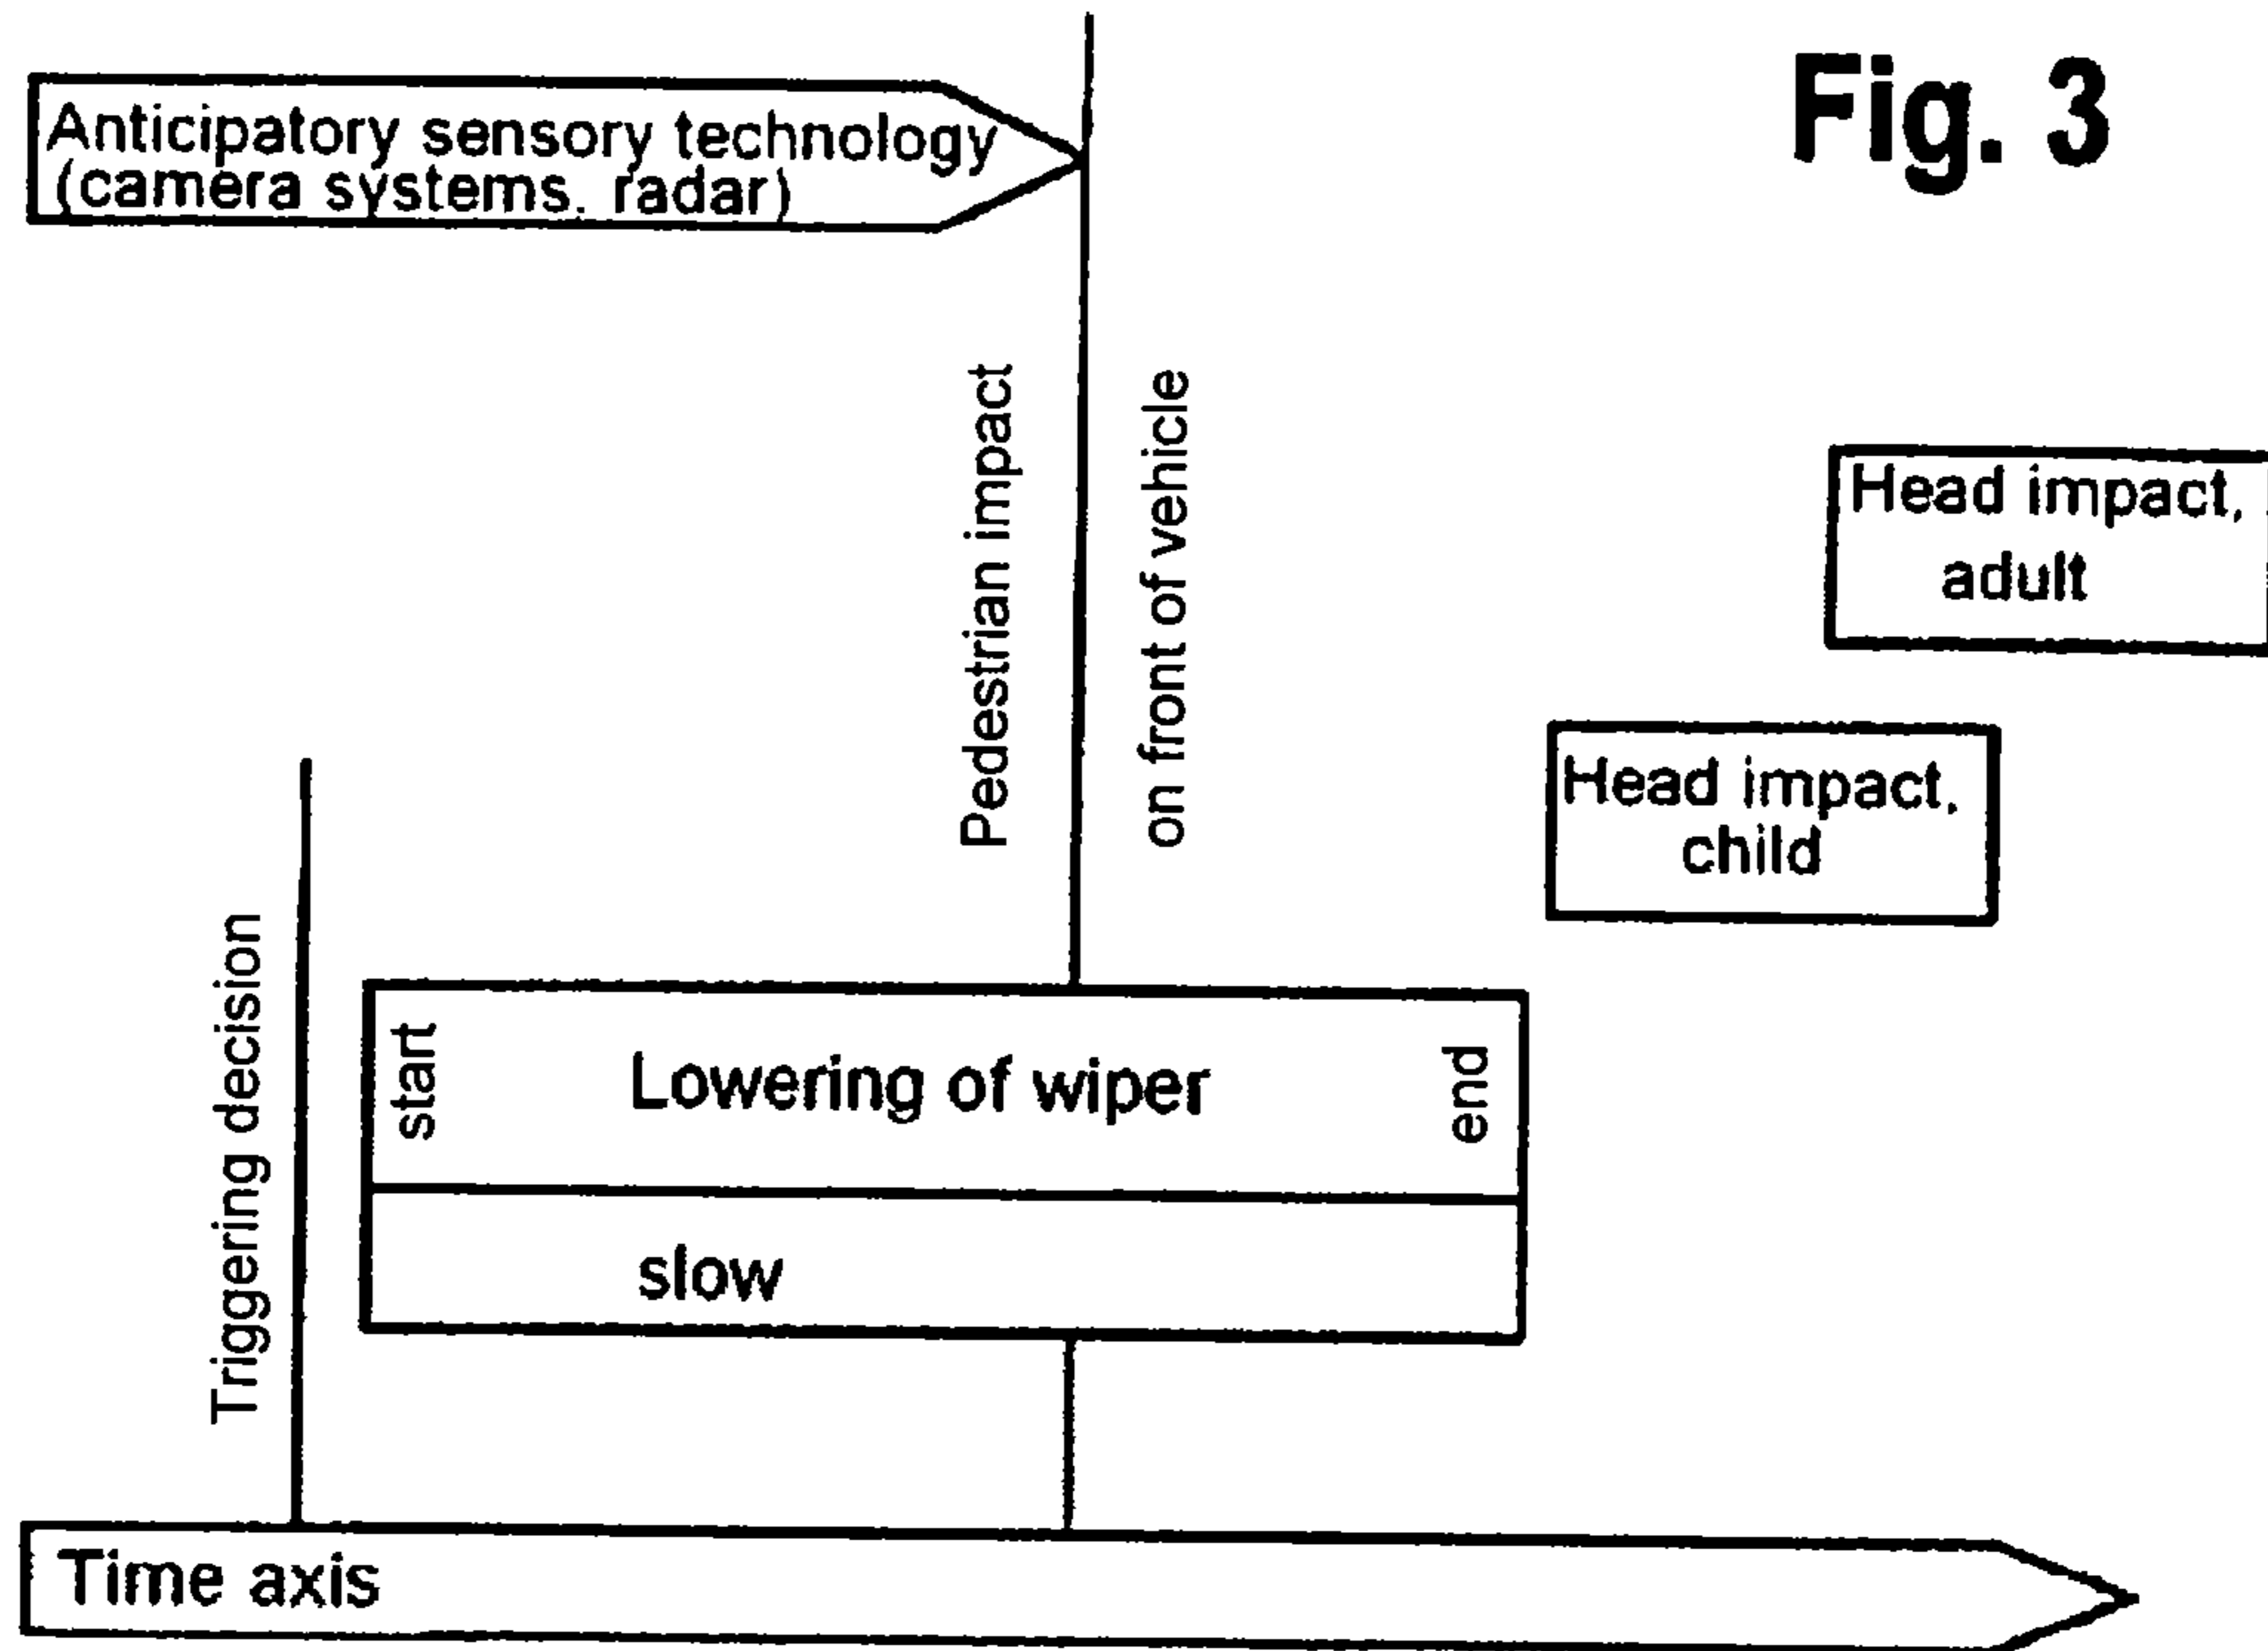 Fig. 3
Anticipatory sensory technology
(camera systems. radar)
Pedestrian impact
on front of vehicle
Head impact,
adult
Head impact,
child
Triggering decision
start
Lowering of wiper
end
slow
Time axis